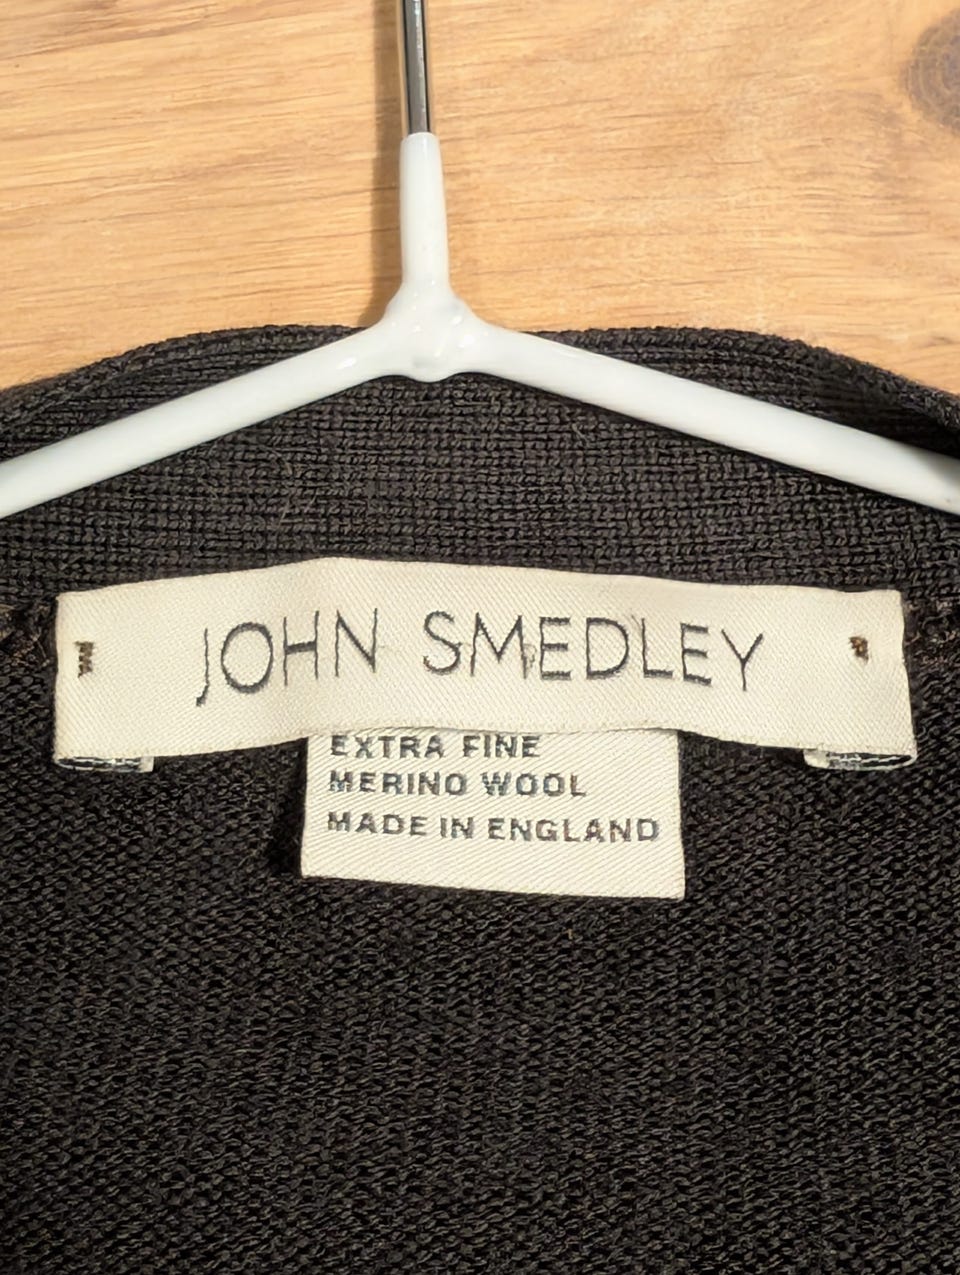 JOHN SMEDLEY
EXTRA FINE
MERINO WOOL
MADE IN ENGLAND